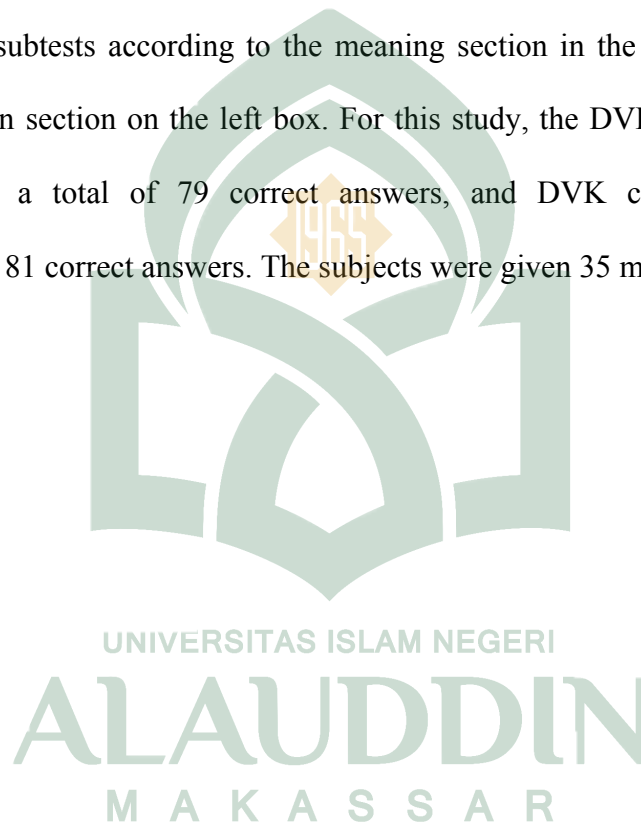 subtests according to the meaning section in the
n section on the left box. For this study, the
a total of 79 correct answers, and DVK
81 correct answers. The subjects were given 35
1965
UNIVERSITAS ISLAM NEGERI
ALAUDDIN
MAKASSAR